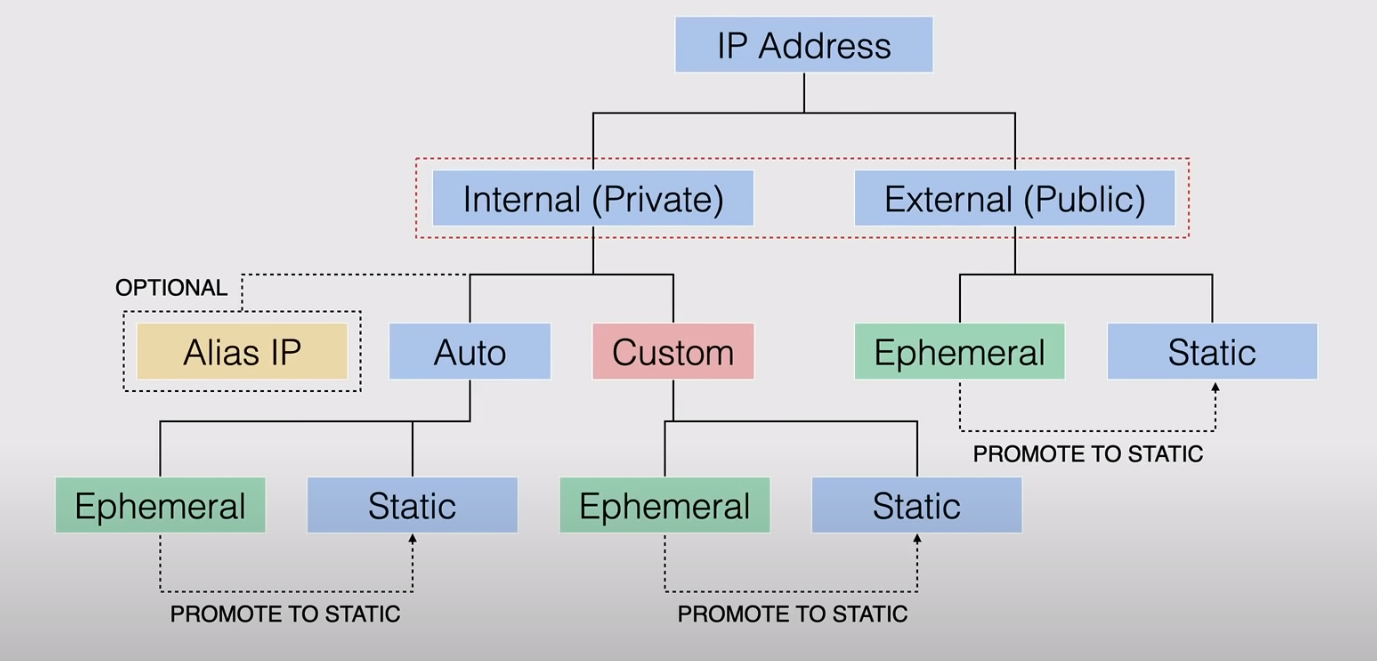 IP Address
Internal (Private)
External (Public)
OPTIONAL
Alias IP
Auto
Custom
Ephemeral
Static
PROMOTE TO STATIC
Ephemeral
Static
Ephemeral
Static
PROMOTE TO STATIC
PROMOTE TO STATIC